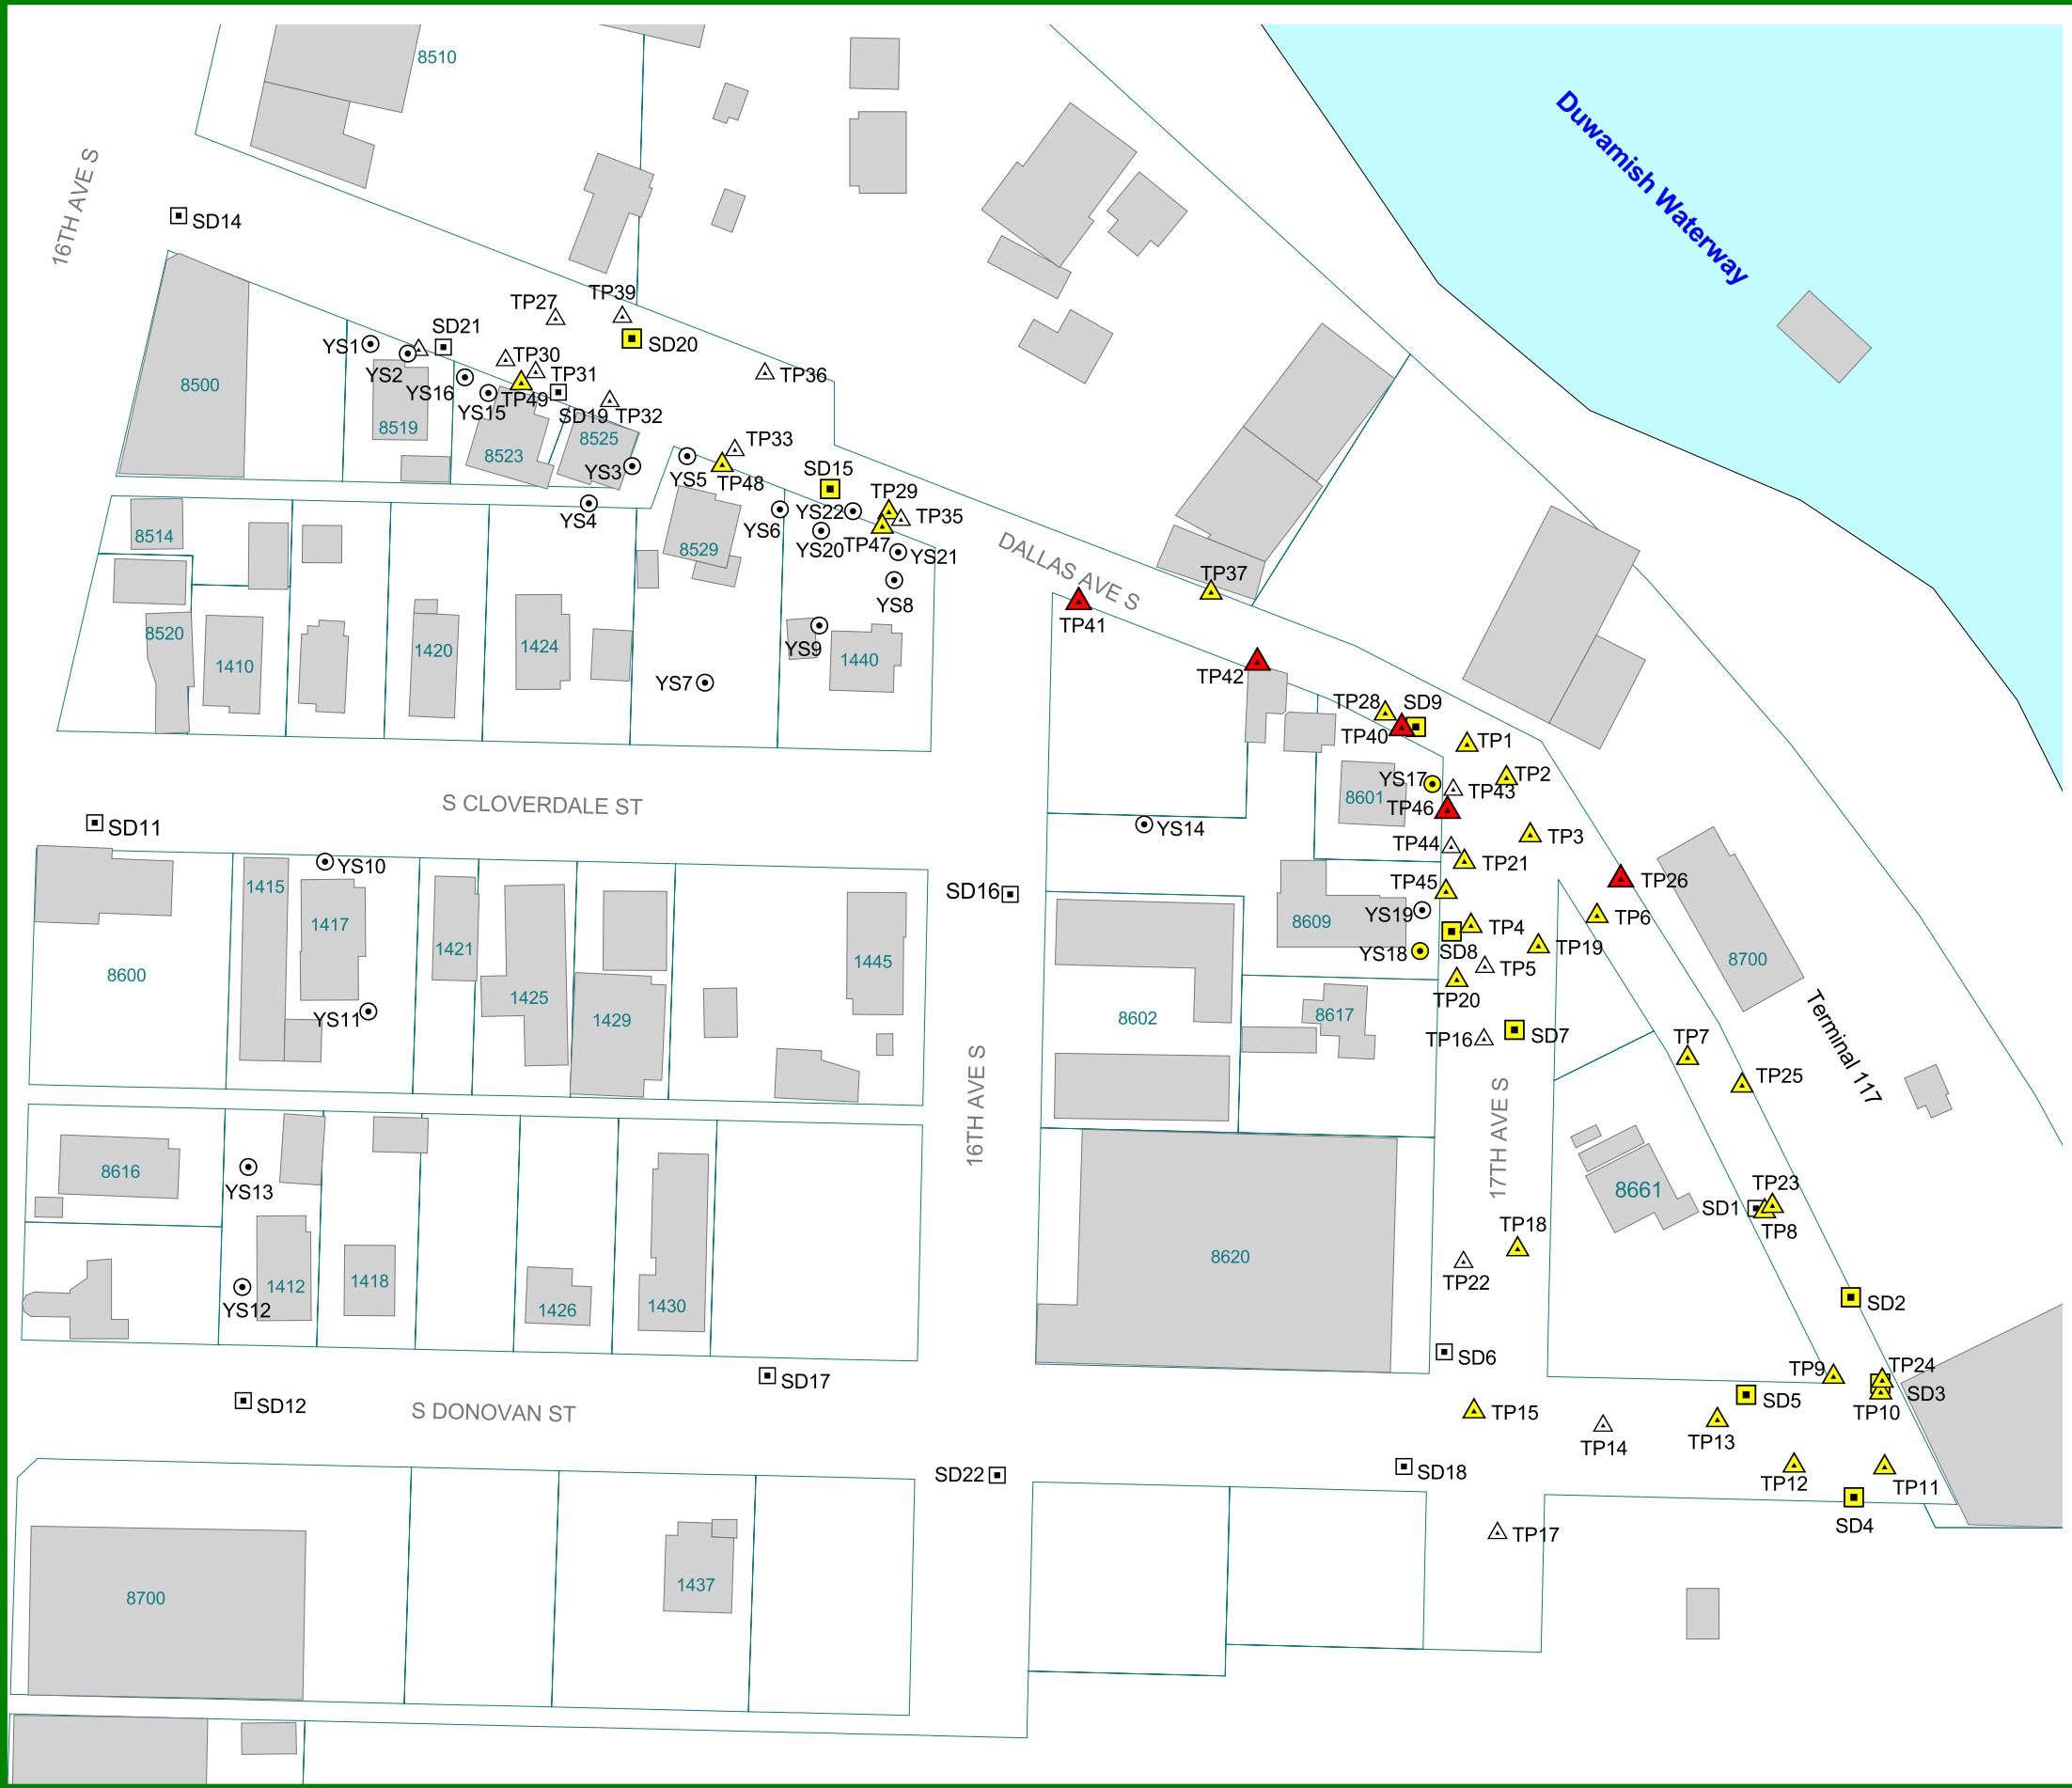 8510
Duwamish Waterway
16TH AVE S
SD14
TP27
TP39
SD21
SD20
YS1
TP30
YS2
TP31
TP36
8500
YS16
YS15
TP49
SD19
TP32
8519
8523
8525
TP33
YS3
YS5
TP48
SD15
TP29
YS4
YS6
YS22
TP35
8514
8529
YS20
TP47
YS21
DALLAS AVE S
TP37
YS8
TP41
8520
1410
1420
1424
YS9
1440
YS7
TP42
TP28
SD9
TP40
TP1
YS17
TP2
TP43
8601
TP46
S CLOVERDALE ST
SD11
YS14
TP3
TP44
YS10
TP21
1415
SD16
TP45
TP26
1417
YS19
TP6
8609
TP4
1421
YS18
SD8
TP19
1445
8600
TP5
8700
1425
TP20
YS11
1429
8602
8617
TP16
SD7
TP7
Terminal 117
TP25
16TH AVE S
17TH AVE S
8616
YS13
8661
TP23
SD1
TP8
TP18
8620
TP22
1412
1418
YS12
1426
1430
SD2
SD6
TP9
TP24
SD17
SD5
SD3
SD12
S DONOVAN ST
TP15
TP10
TP14
TP13
SD22
SD18
TP12
TP11
SD4
TP17
1437
8700